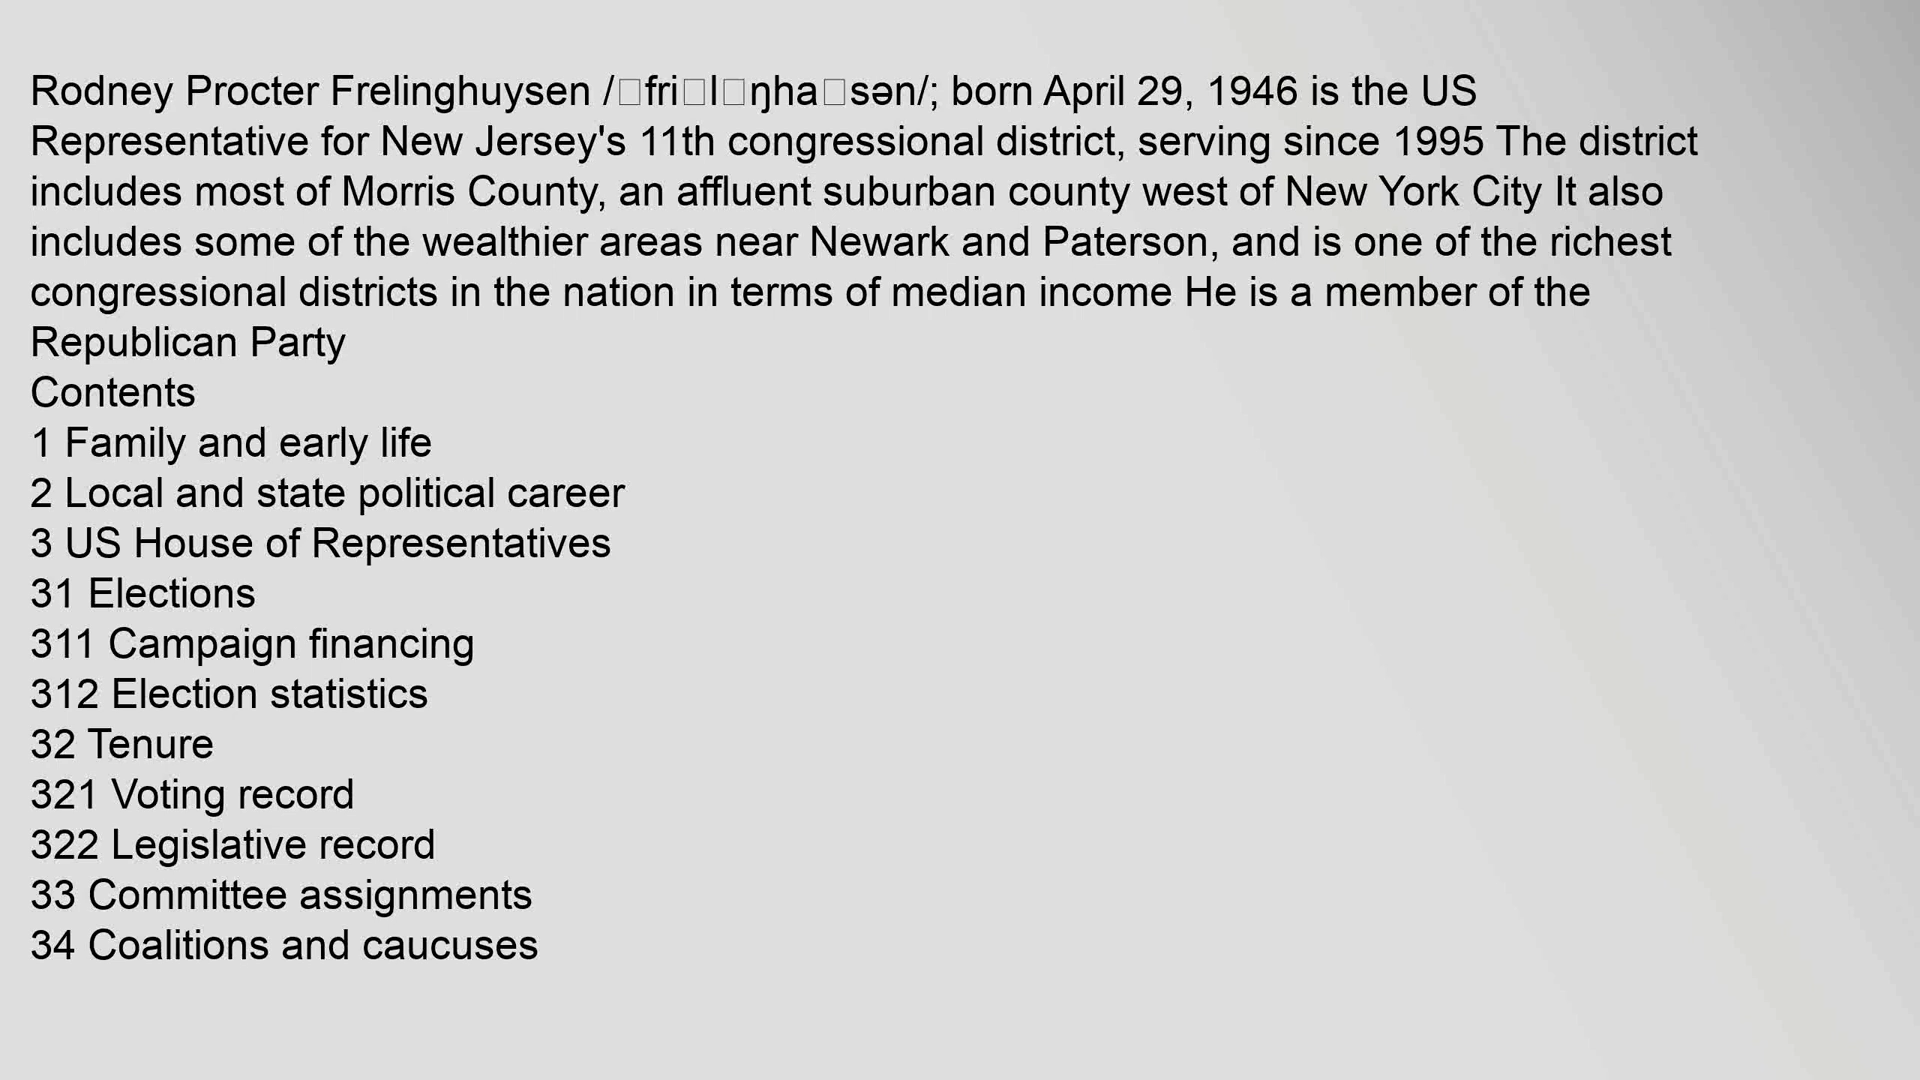 Rodney Procter Frelinghuysen /□fri□l□ŋha□sən/; born April 29, 1946 is the US
Representative for New Jersey's 11th congressional district, serving since 1995 The district
includes most of Morris County, an affluent suburban county west of New York City It also
includes some of the wealthier areas near Newark and Paterson, and is one of the richest
congressional districts in the nation in terms of median income He is a member of the
Republican Party
Contents
1 Family and early life
2 Local and state political career
3 US House of Representatives
31 Elections
311 Campaign financing
312 Election statistics
32 Tenure
321 Voting record
322 Legislative record
33 Committee assignments
34 Coalitions and caucuses